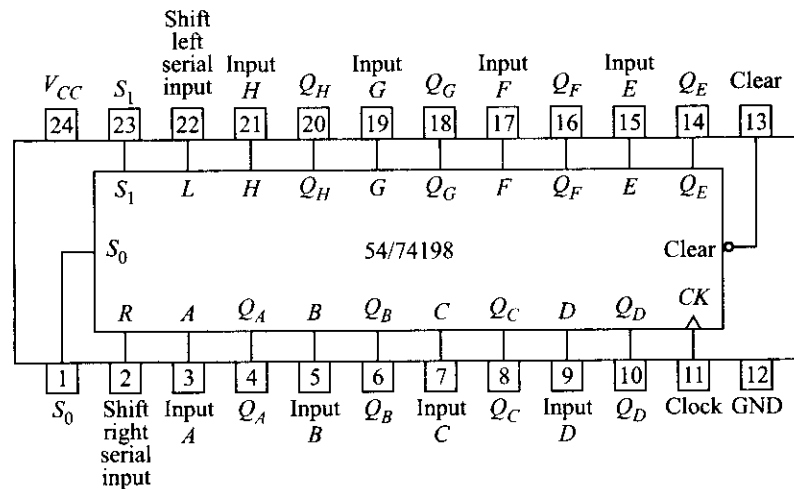 Shift
left
serial
input
Input
H
Q_H
Input
G
Q_G
Input
F
Q_F
Input
E
Q_E
Clear
V_CC
S_1
24
23
22
21
20
19
18
17
16
15
14
13
S_1 L H Q_H G Q_G F Q_F E Q_E
S_0
54/74198
Clear
R A Q_A B Q_B C Q_C D Q_D CK
1
2
3
4
5
6
7
8
9
10
11
12
S_0
Shift
right
serial
input
Input
A
Q_A
Input
B
Q_B
Input
C
Q_C
Input
D
Q_D
Clock
GND